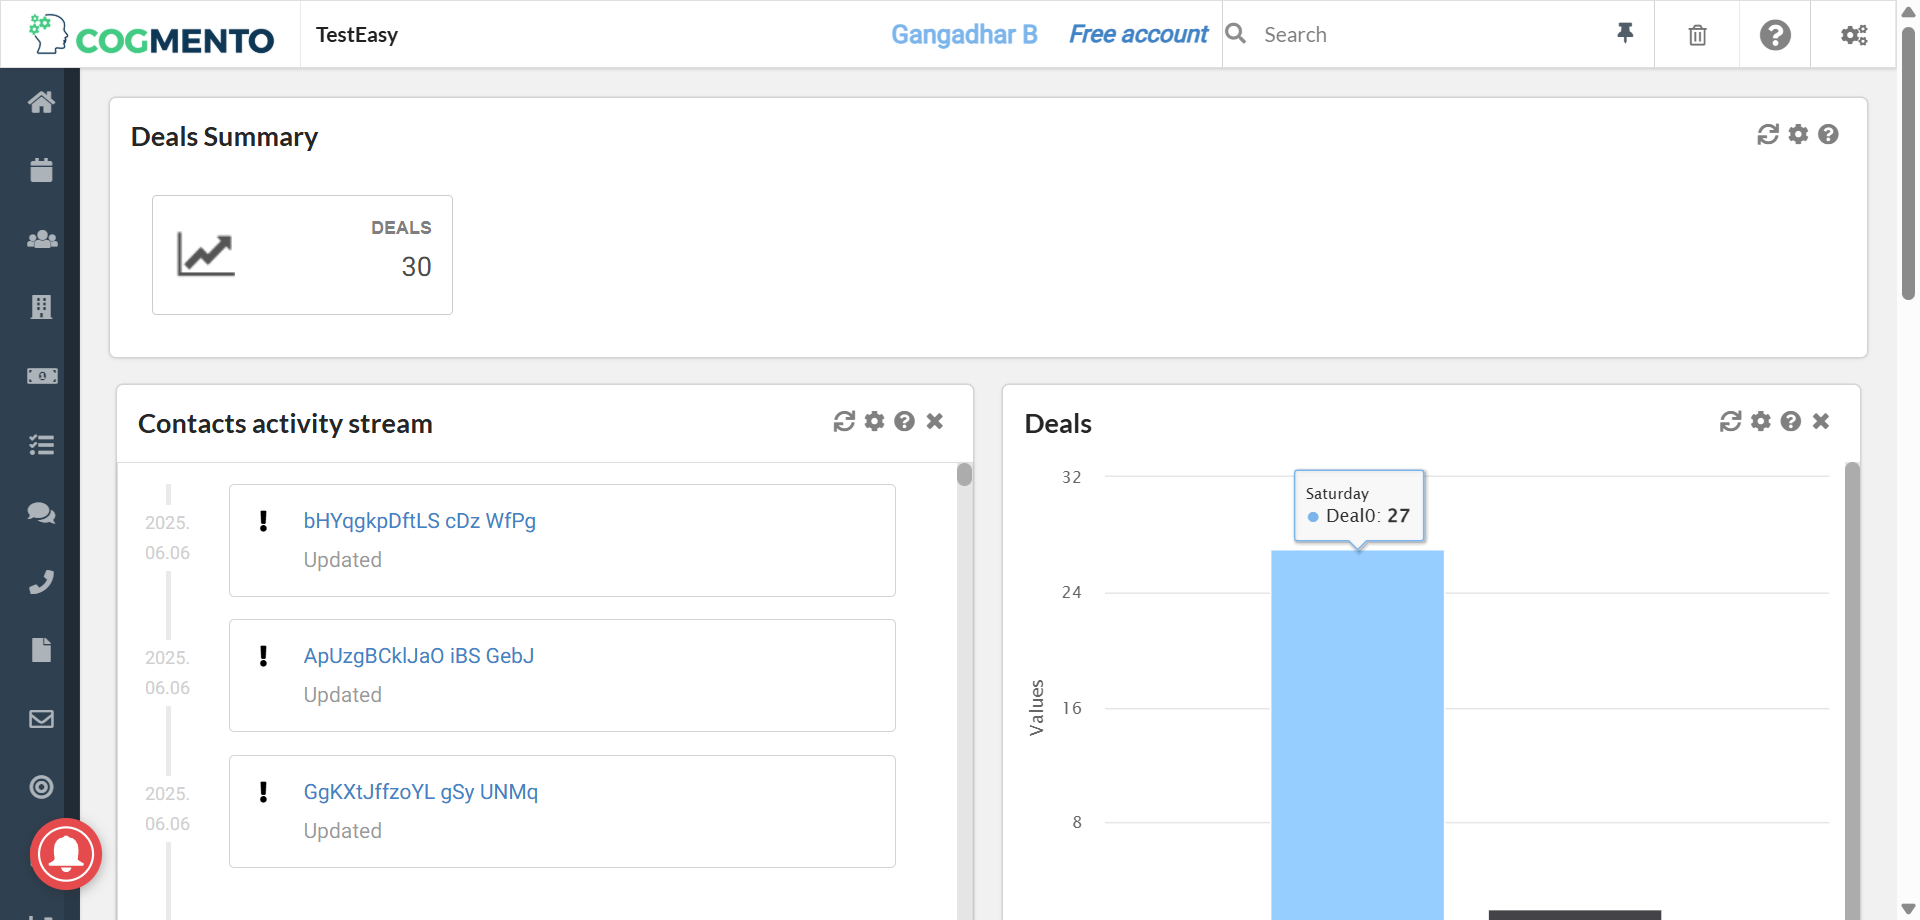 COGMENTO
TestEasy
Gangadhar B
Free account
Search
Deals Summary
DEALS
30
Contacts activity stream
2025.
06.06
bHYqgkpDftLS cDz WfPg
Updated
2025.
06.06
ApUzgBCklJaO iBS GebJ
Updated
2025.
06.06
GgKXtJffzoYL gSy UNMq
Updated
Deals
32
24
16
8
Values
Saturday
Deal0: 27